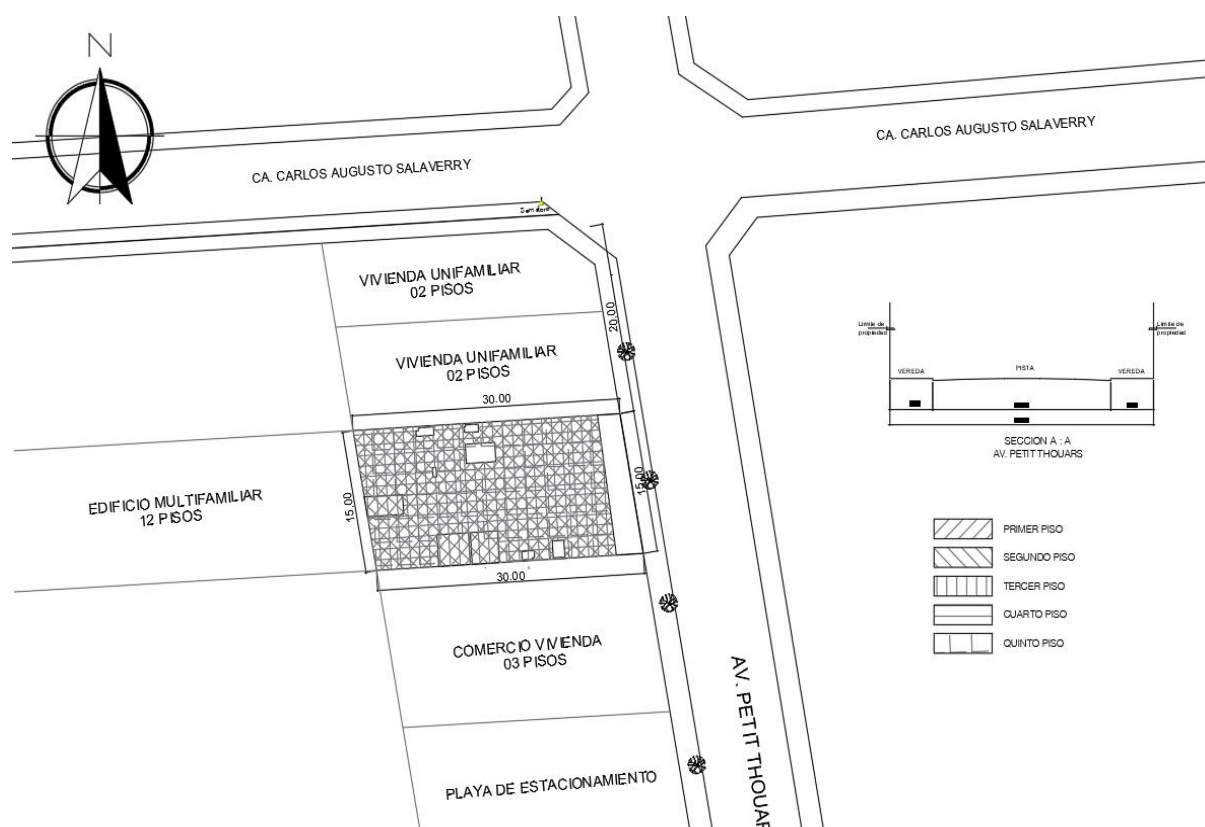 N
CA. CARLOS AUGUSTO SALAVERRY
CA. CARLOS AUGUSTO SALAVERRY
Semáforo
VIVIENDA UNIFAMILIAR
02 PISOS
20.00
VIVIENDA UNIFAMILIAR
02 PISOS
30.00
EDIFICIO MULTIFAMILIAR
12 PISOS
15.00
15.00
30.00
COMERCIO VIVIENDA
03 PISOS
PLAYA DE ESTACIONAMIENTO
AV. PETIT THOUAR
Limite de
propiedad
Limite de
propiedad
VEREDA
PISTA
VEREDA
SECCION A : A
AV. PETIT THOUARS
PRIMER PISO
SEGUNDO PISO
TERCER PISO
CUARTO PISO
QUINTO PISO